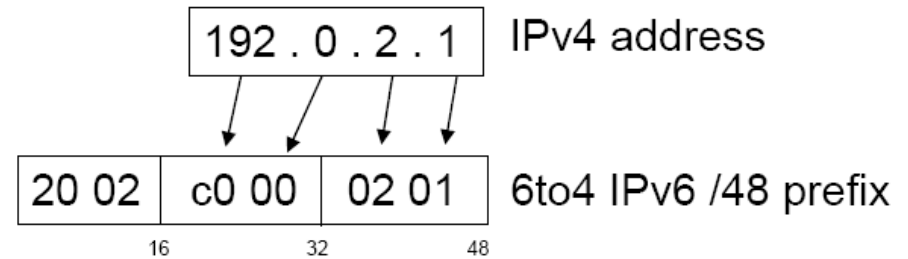 192 . 0 . 2 . 1 IPv4 address
20 02 c0 00 02 01 6to4 IPv6 /48 prefix
16 32 48